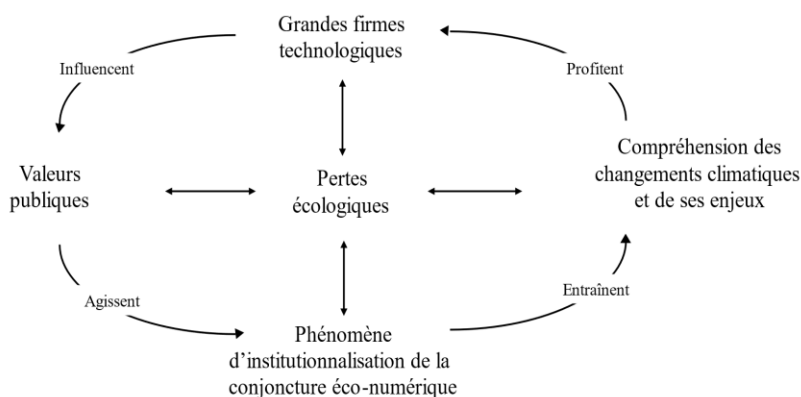 Grandes firmes
technologiques
Influencent
Profitent
Valeurs
publiques
Pertes
écologiques
Compréhension des
changements climatiques
et de ses enjeux
Agissent
Entraînent
Phénomène
d’institutionnalisation de la
conjoncture éco-numérique